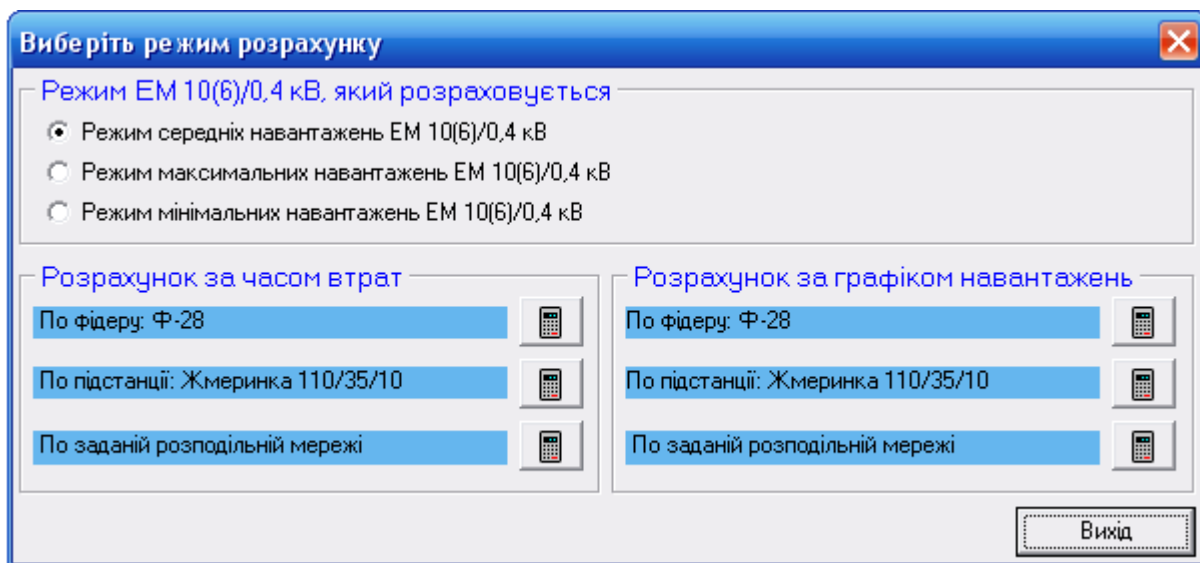 Виберіть режим розрахунку
Режим ЕМ 10(6)/0,4 кВ, який розраховується
Режим середніх навантажень ЕМ 10(6)/0,4 кВ
Режим максимальних навантажень ЕМ 10(6)/0,4 кВ
Режим мінімальних навантажень ЕМ 10(6)/0,4 кВ
Розрахунок за часом втрат
По фідеру: Ф-28
По підстанції: Жмеринка 110/35/10
По заданій розподільній мережі
Розрахунок за графіком навантажень
По фідеру: Ф-28
По підстанції: Жмеринка 110/35/10
По заданій розподільній мережі
Вихід